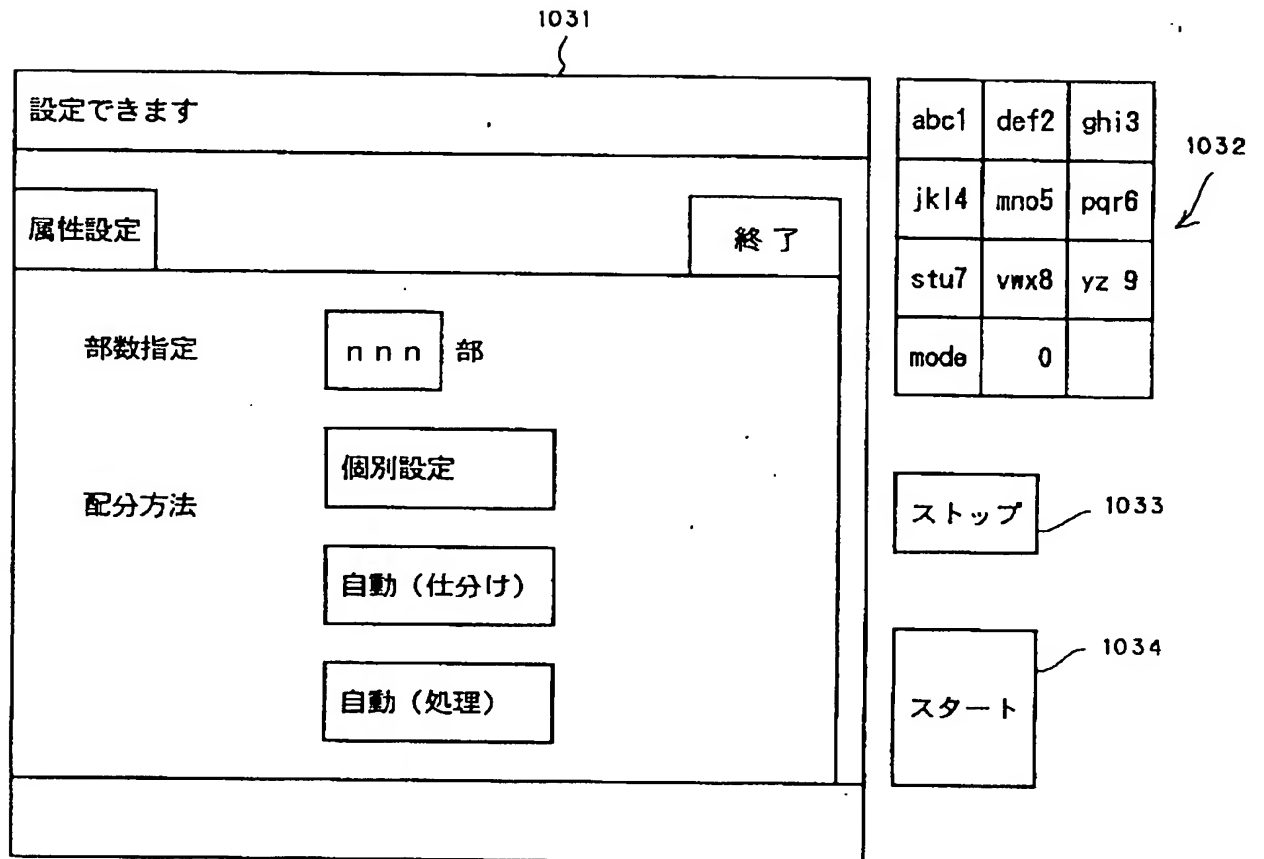 1031
設定できます
属性設定
終了
部数指定
nnn 部
配分方法
個別設定
自動（仕分け）
自動（処理）
abc1 def2 ghi3
jkl4 mno5 pqr6
stu7 vwx8 yz 9
mode 0
1032
ストップ
1033
スタート
1034